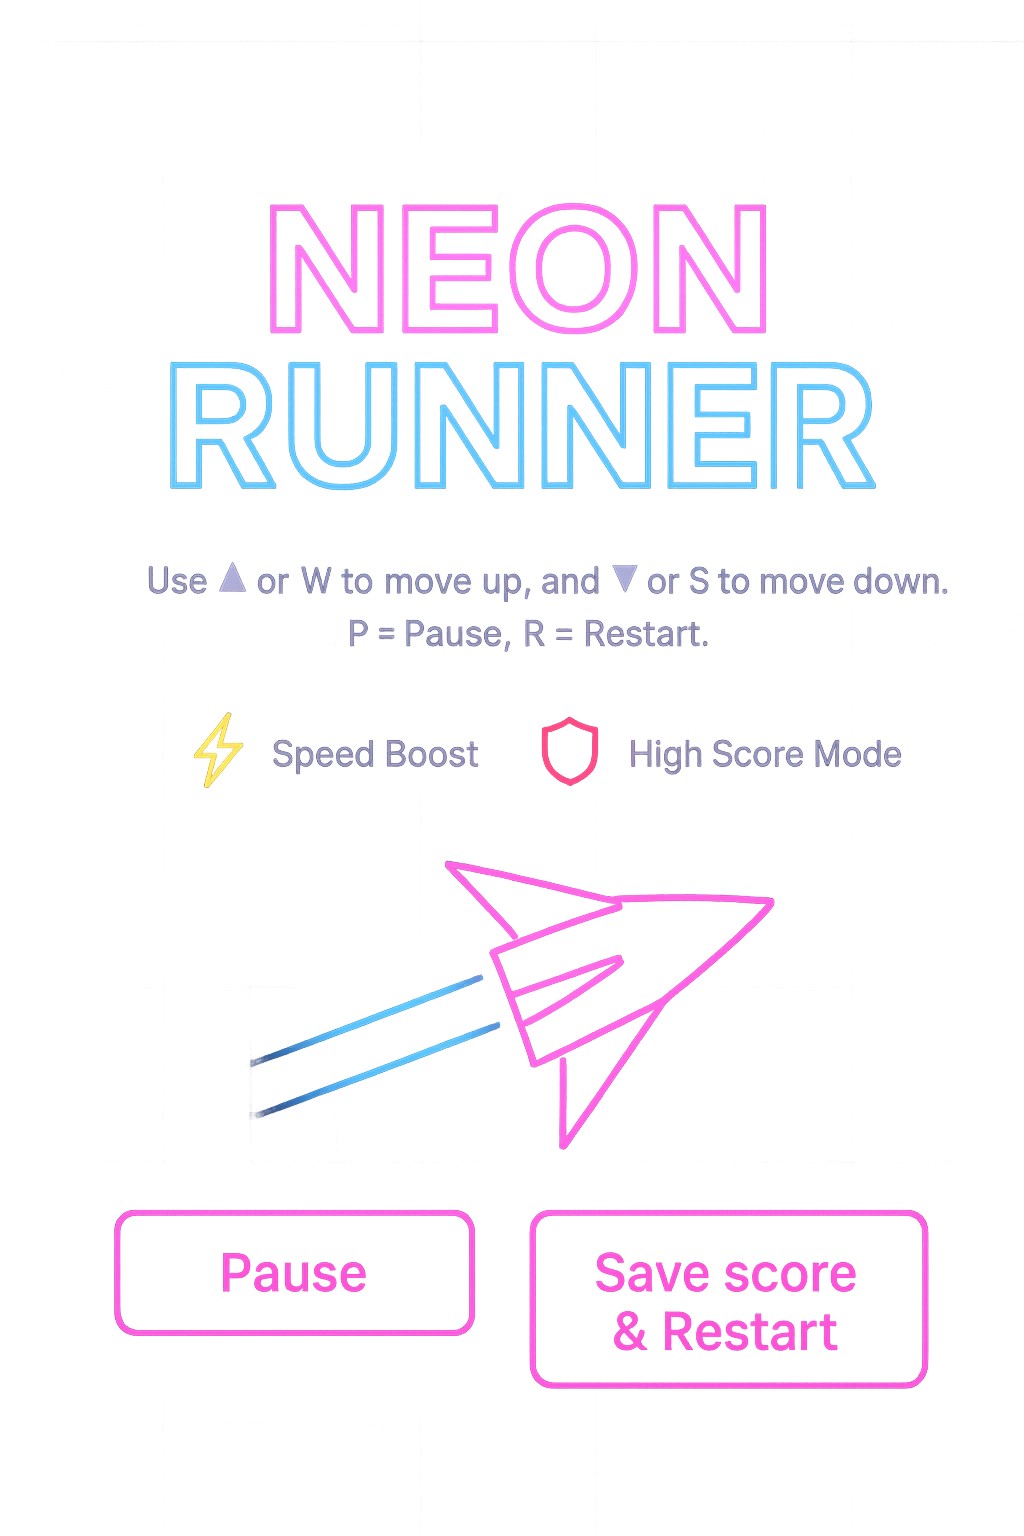 NEON
RUNNER
Use ▲ or W to move up, and ▼ or S to move down.
P = Pause, R = Restart.
Speed Boost
High Score Mode
Pause
Save score
& Restart